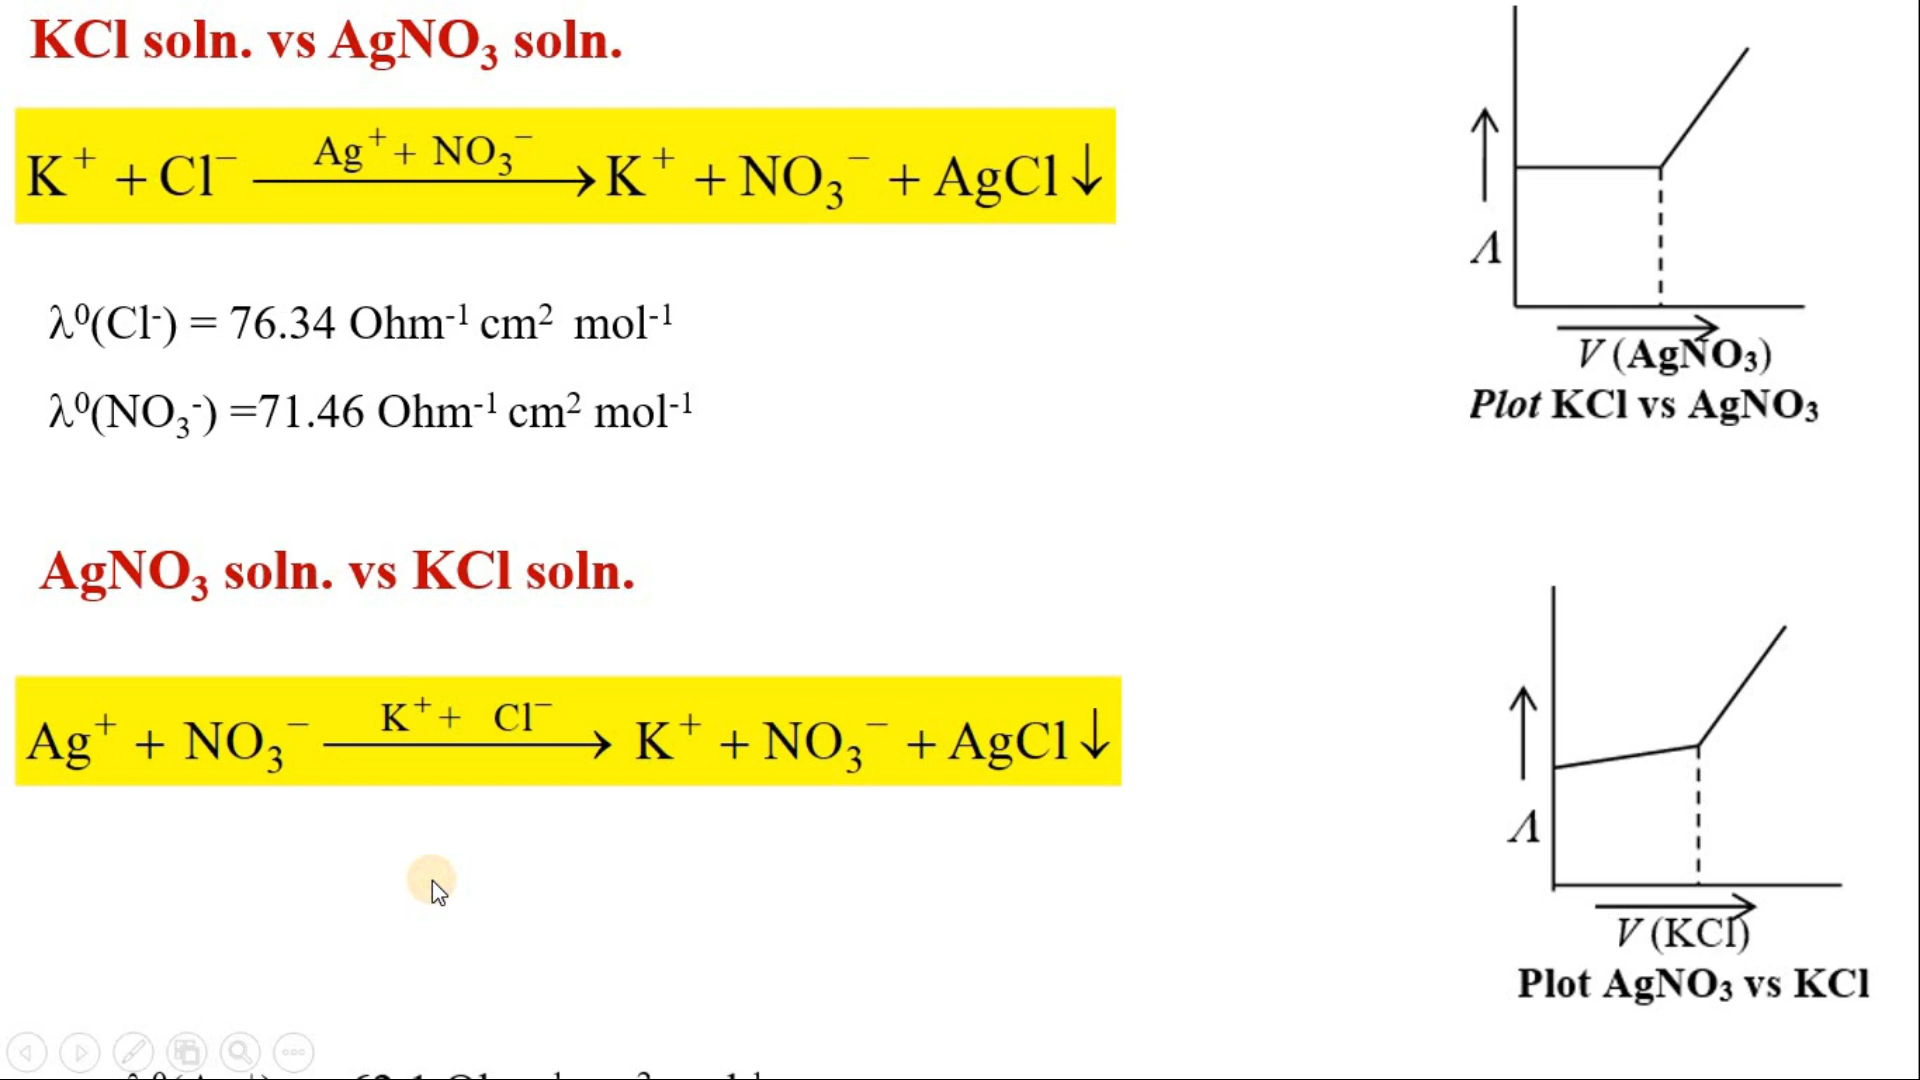 KCl soln. vs AgNO₃ soln.
K⁺ + Cl⁻ Ag⁺ + NO₃⁻ → K⁺ + NO₃⁻ + AgCl↓
λ⁰(Cl⁻) = 76.34 Ohm⁻¹ cm² mol⁻¹
λ⁰(NO₃⁻) =71.46 Ohm⁻¹ cm² mol⁻¹
Λ
V (AgNO₃)
Plot KCl vs AgNO₃
AgNO₃ soln. vs KCl soln.
Ag⁺ + NO₃⁻ K⁺ + Cl⁻ → K⁺ + NO₃⁻ + AgCl↓
Λ
V (KCl)
Plot AgNO₃ vs KCl